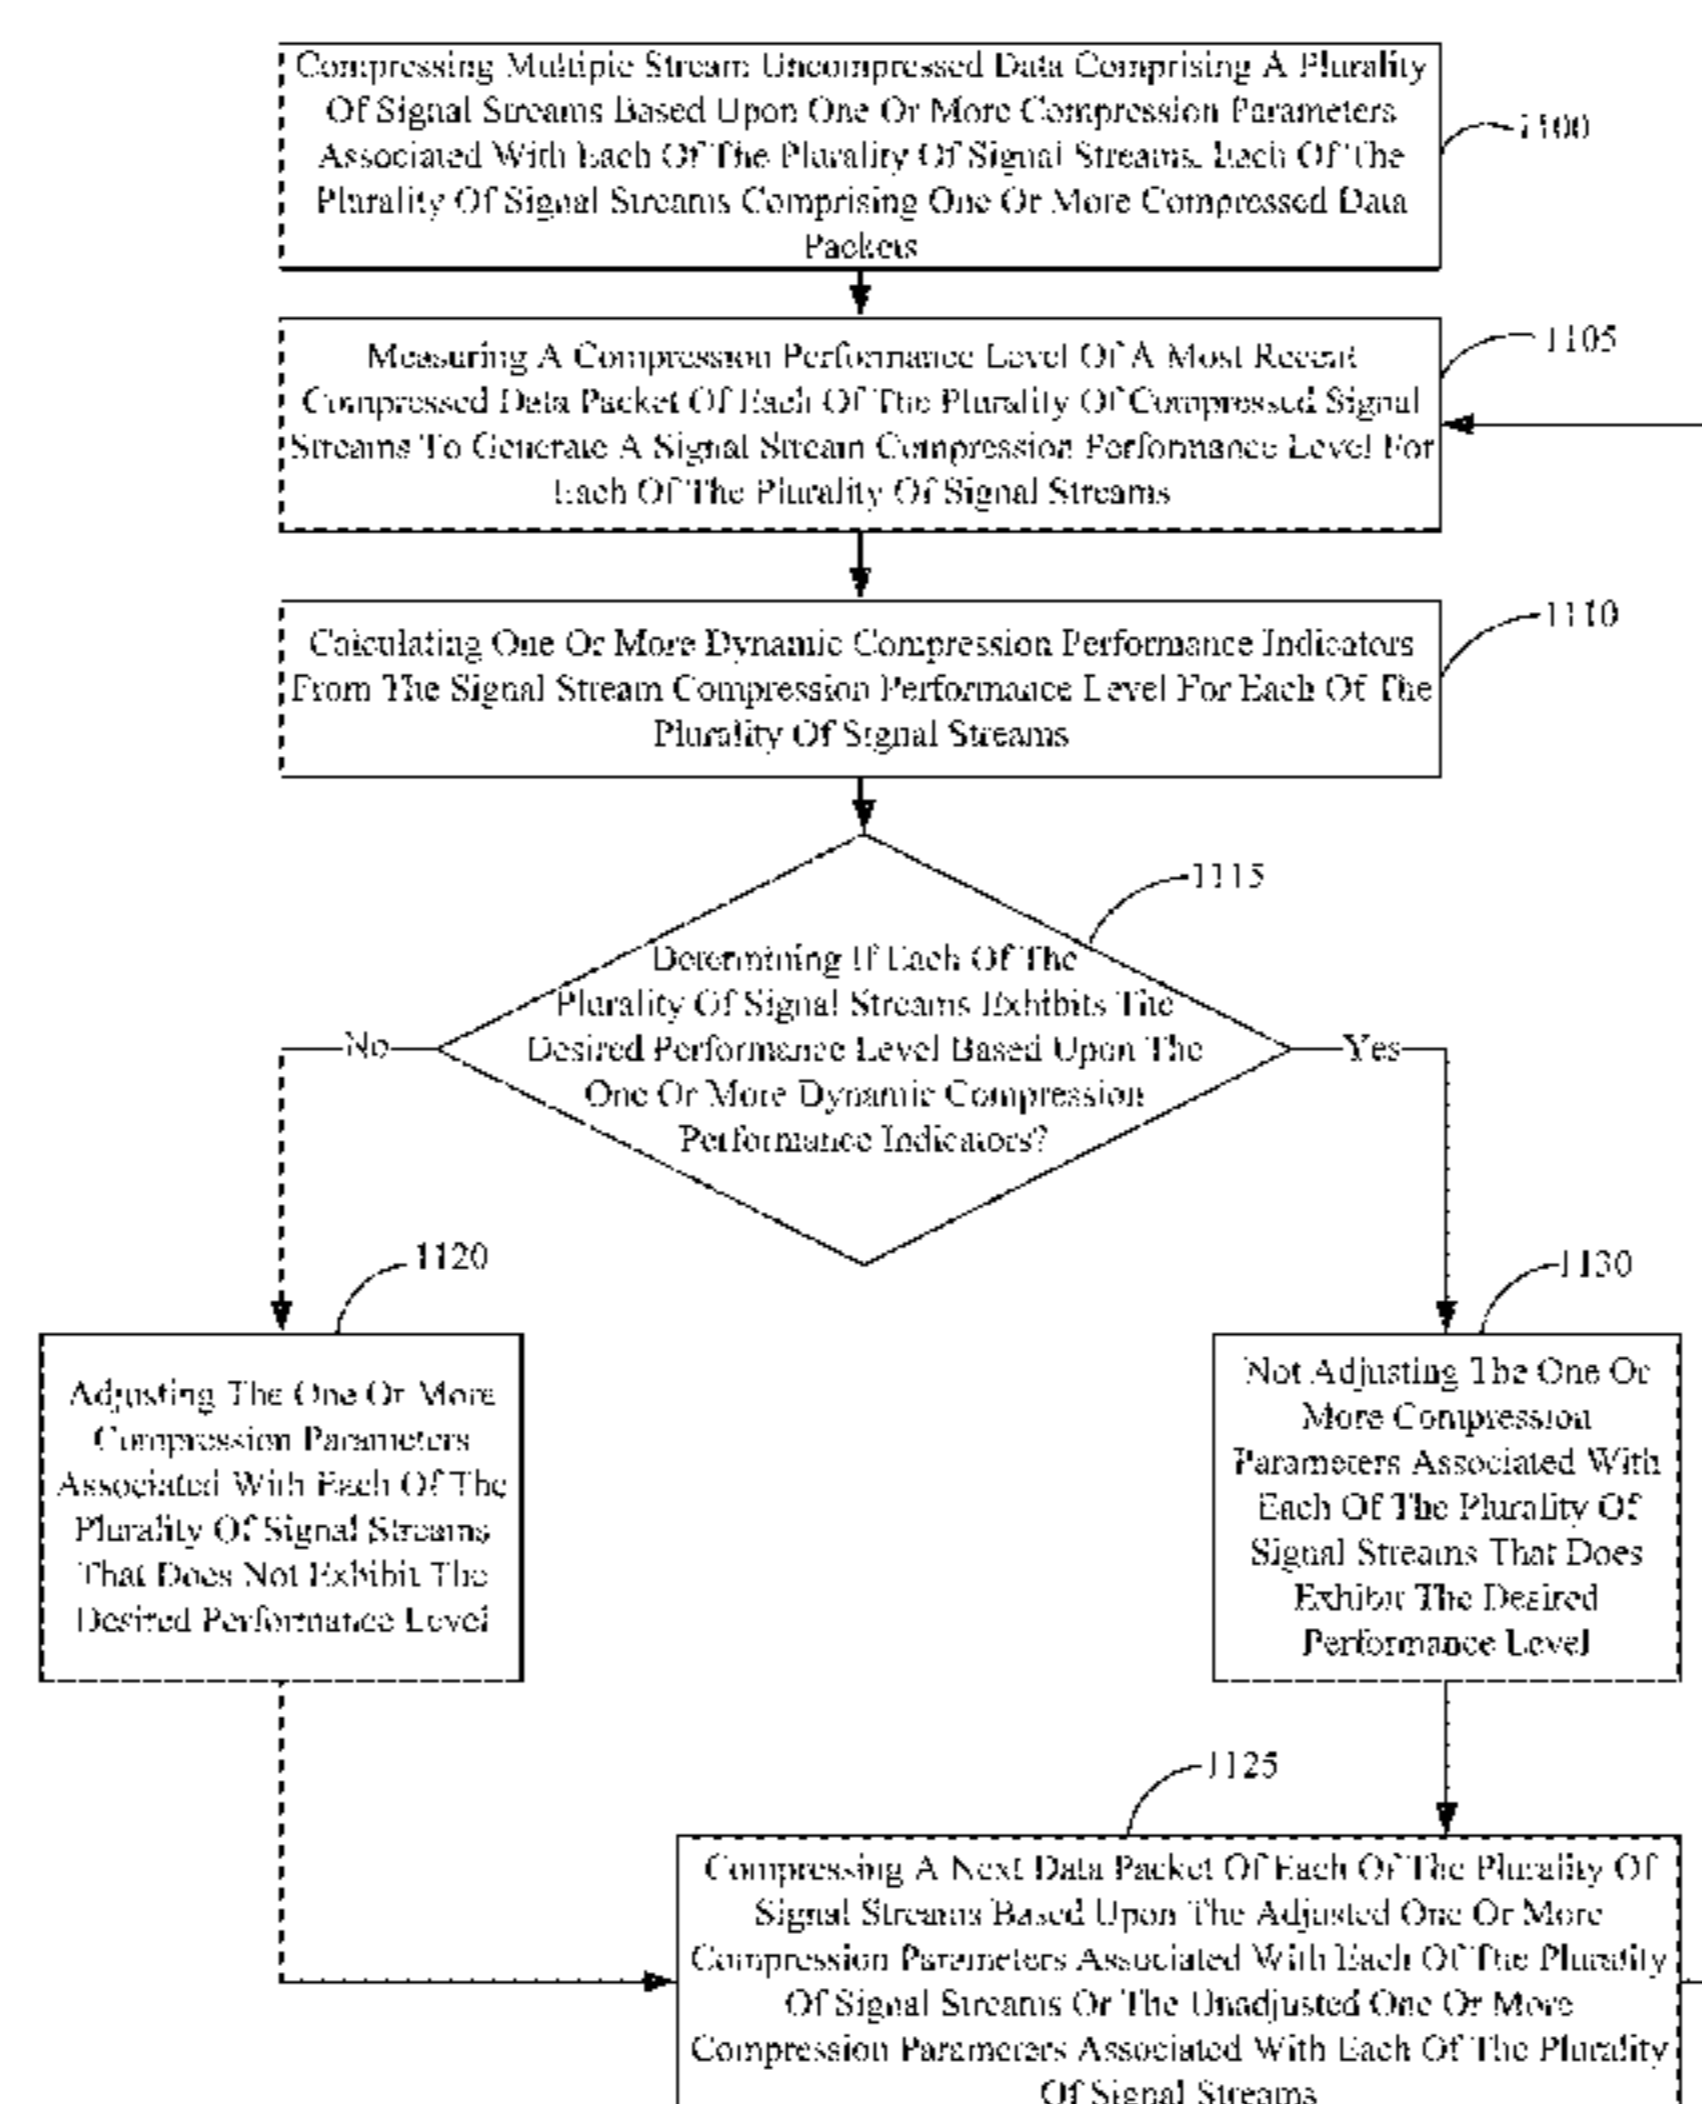 Compressing Multiple Stream Uncompressed Data Comprising A Plurality
Of Signal Streams Based Upon One Or More Compression Parameters
Associated With Each Of The Plurality Of Signal Streams, Each Of The
Plurality Of Signal Streams Comprising One Or More Compressed Data
Packets
1100
Measuring A Compression Performance Level Of A Most Recent
Compressed Data Packet Of Each Of The Plurality Of Compressed Signal
Streams To Generate A Signal Stream Compression Performance Level For
Each Of The Plurality Of Signal Streams
1105
Calculating One Or More Dynamic Compression Performance Indicators
From The Signal Stream Compression Performance Level For Each Of The
Plurality Of Signal Streams
1110
1115
Determining If Each Of The
Plurality Of Signal Streams Exhibits The
Desired Performance Level Based Upon The
One Or More Dynamic Compression
Performance Indicators?
No
Yes
1120
Adjusting The One Or More
Compression Parameters
Associated With Each Of The
Plurality Of Signal Streams
That Does Not Exhibit The
Desired Performance Level
1130
Not Adjusting The One Or
More Compression
Parameters Associated With
Each Of The Plurality Of
Signal Streams That Does
Exhibit The Desired
Performance Level
1125
Compressing A Next Data Packet Of Each Of The Plurality Of
Signal Streams Based Upon The Adjusted One Or More
Compression Parameters Associated With Each Of The Plurality
Of Signal Streams Or The Unadjusted One Or More
Compression Parameters Associated With Each Of The Plurality
Of Signal Streams